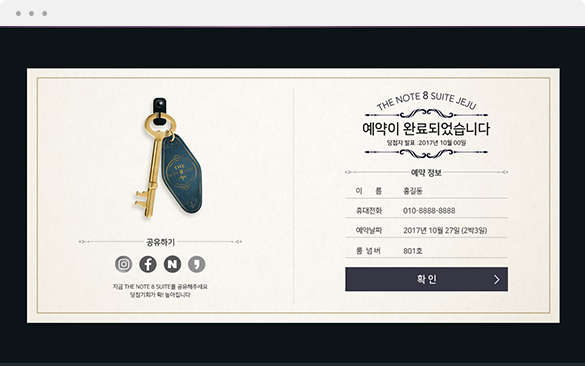 THE NOTE 8 SUITE JEJU
예약이 완료되었습니다
당첨자 발표 : 2017년 10월 00일
예약 정보
이 름 홍길동
휴대전화 010-8888-8888
예약날짜 2017년 10월 27일 (2박3일)
룸 넘버 801호
확 인
THE
8
공유하기
지금 THE NOTE 8 SUITE를 공유해주세요
당첨기회가 확! 높아집니다